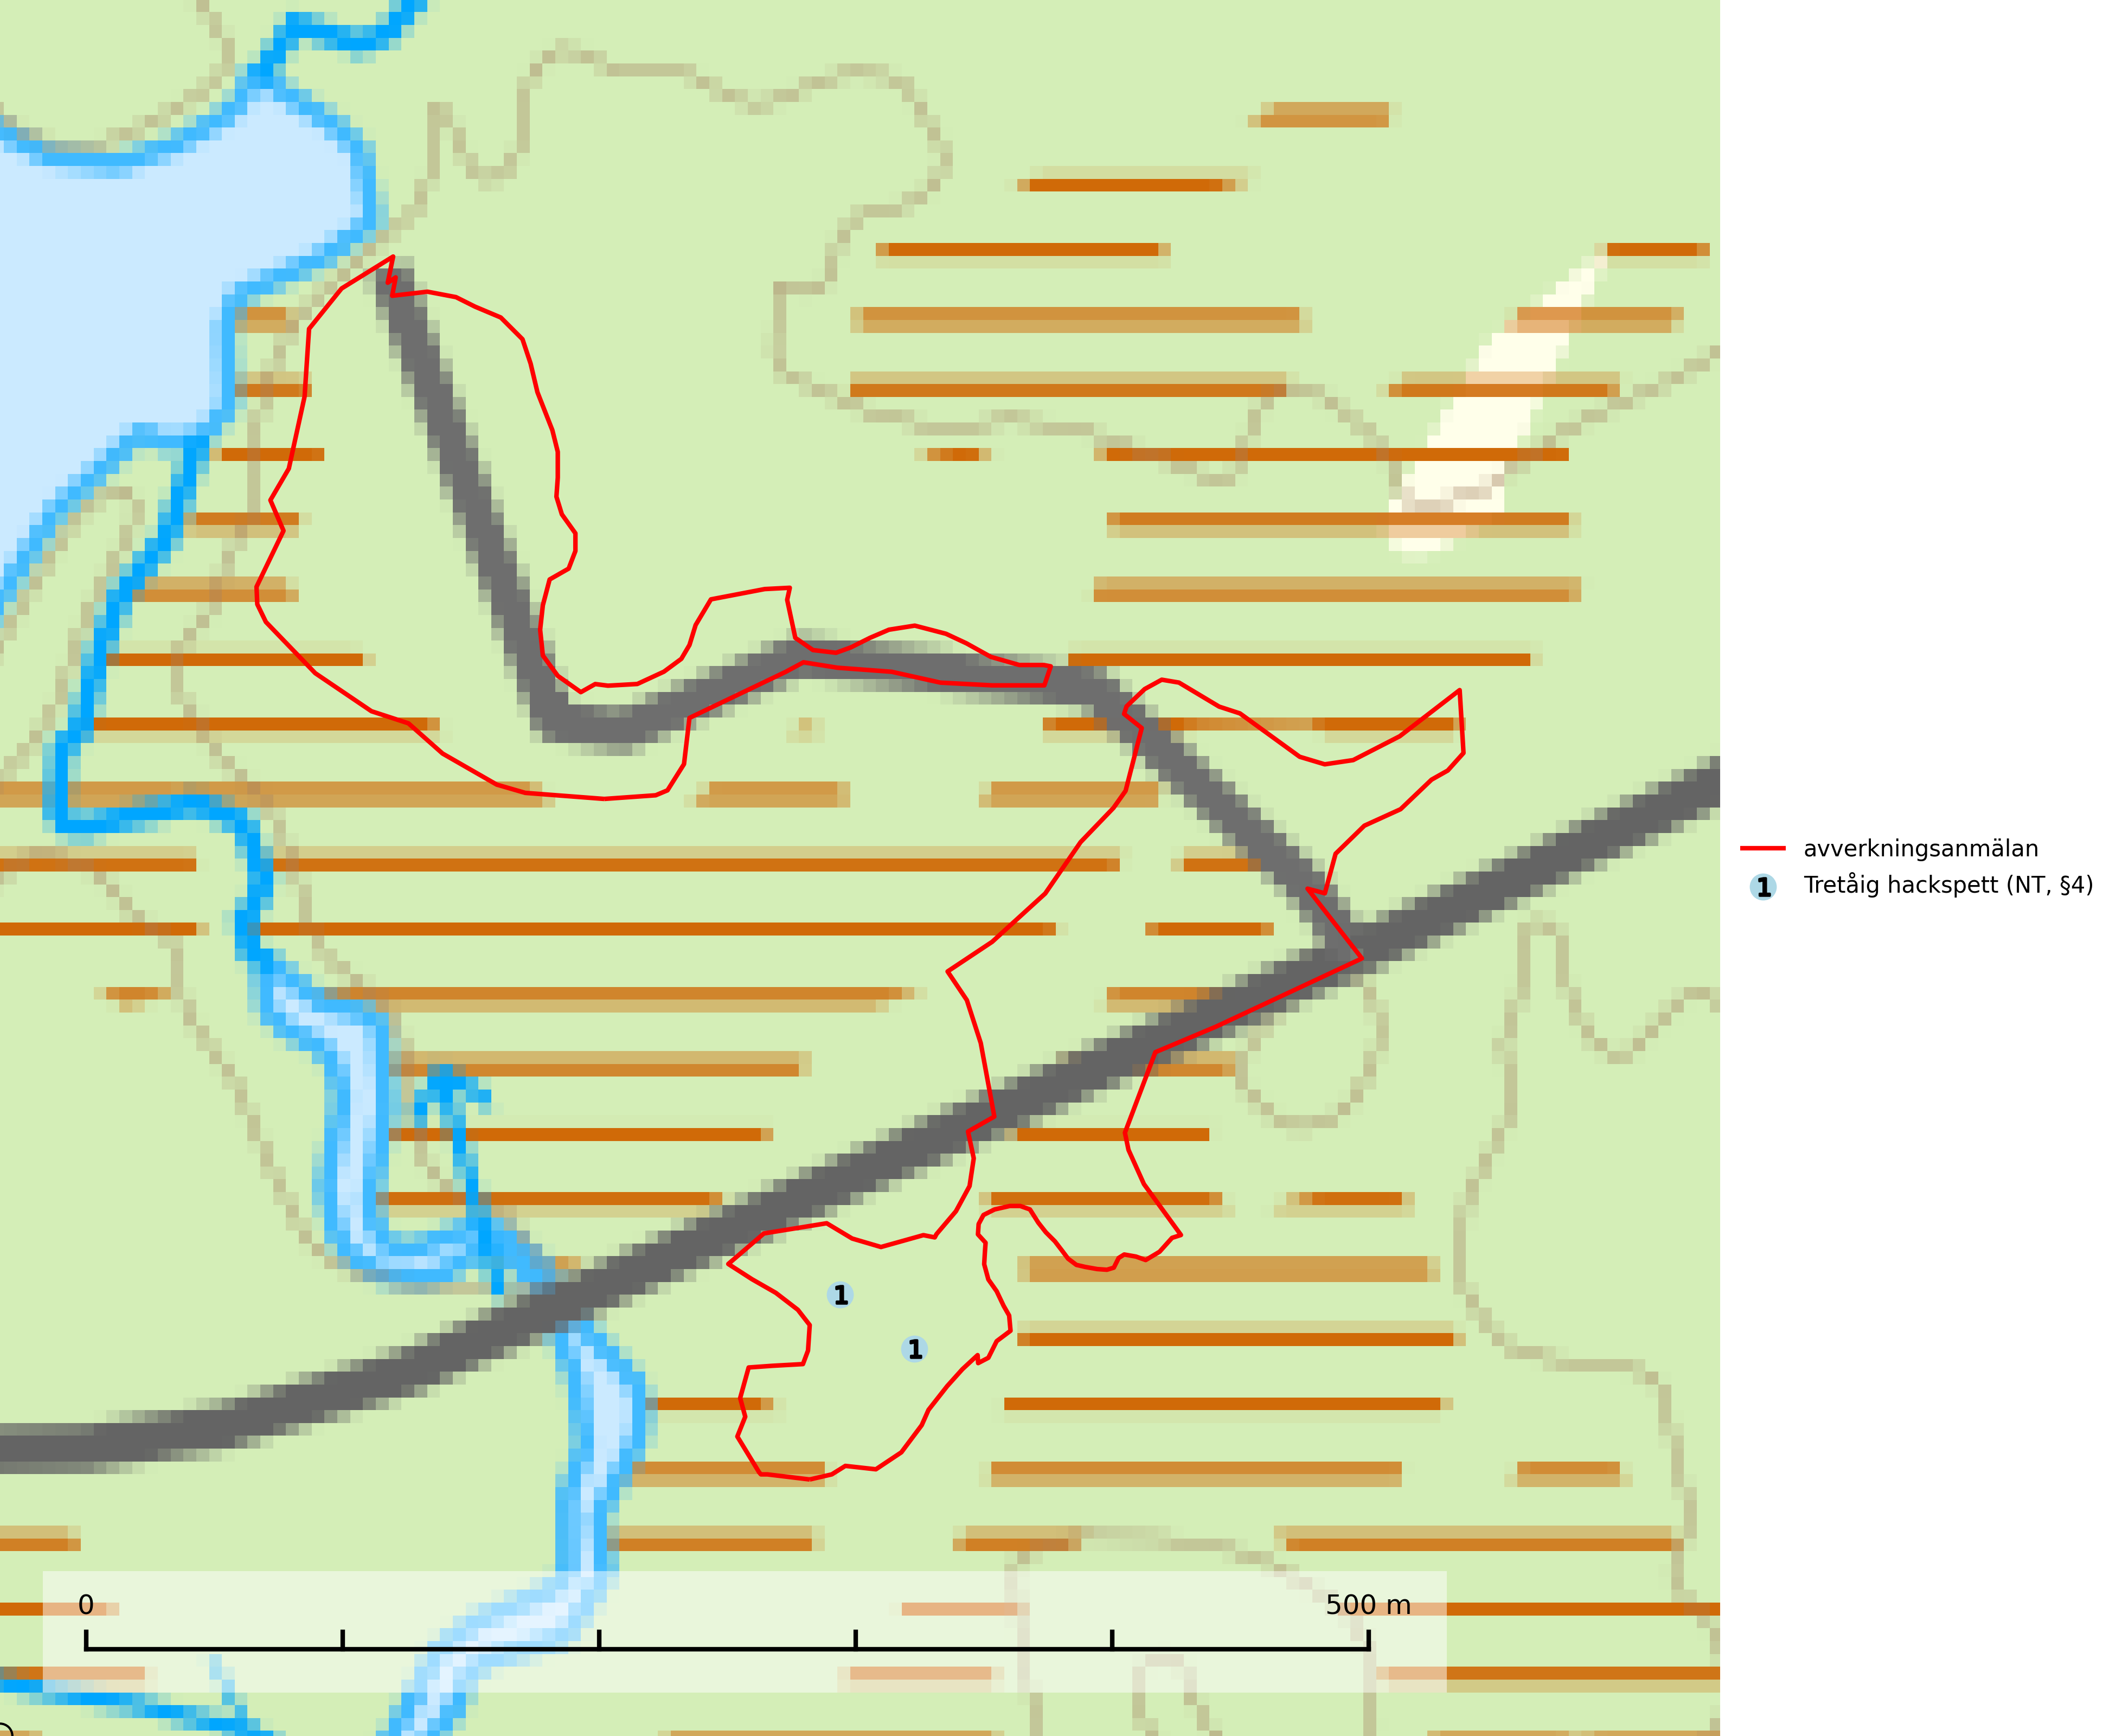 avverkningsanmälan
1 Tretåig hackspett (NT, §4)
1
1
0 500 m